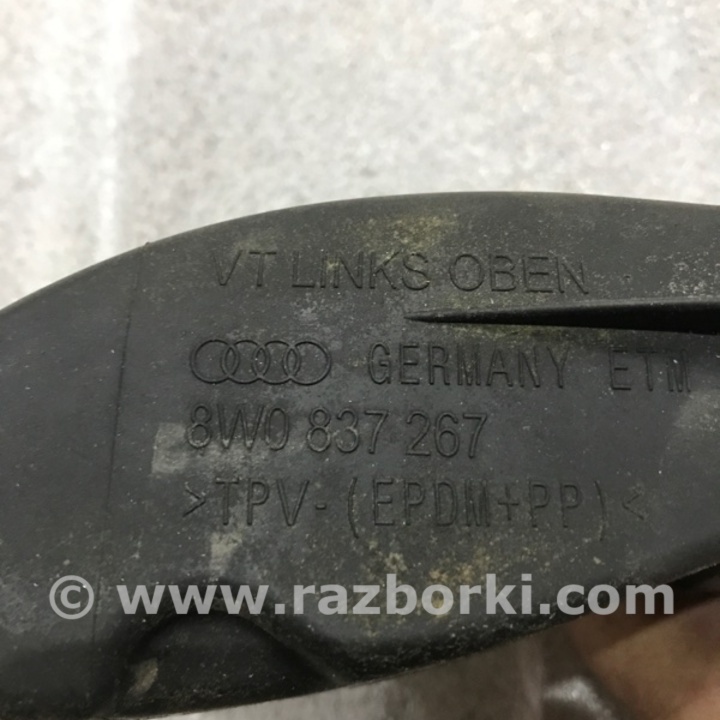 VT LINKS OBEN
GERMANY ETM
8W0 837 267
>TPV-(EPDM+PP)<
© www.razborki.com